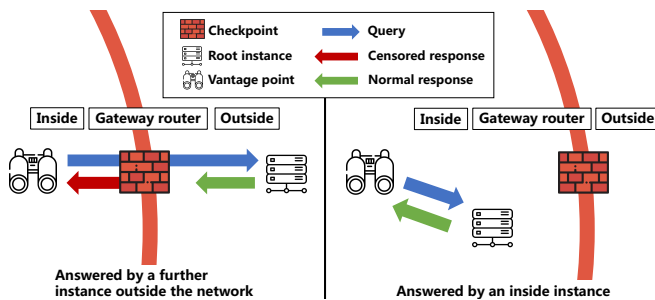 Checkpoint
Query
Root instance
Censored response
Vantage point
Normal response
Inside
Gateway router
Outside
Answered by a further
instance outside the network
Inside
Gateway router
Outside
Answered by an inside instance